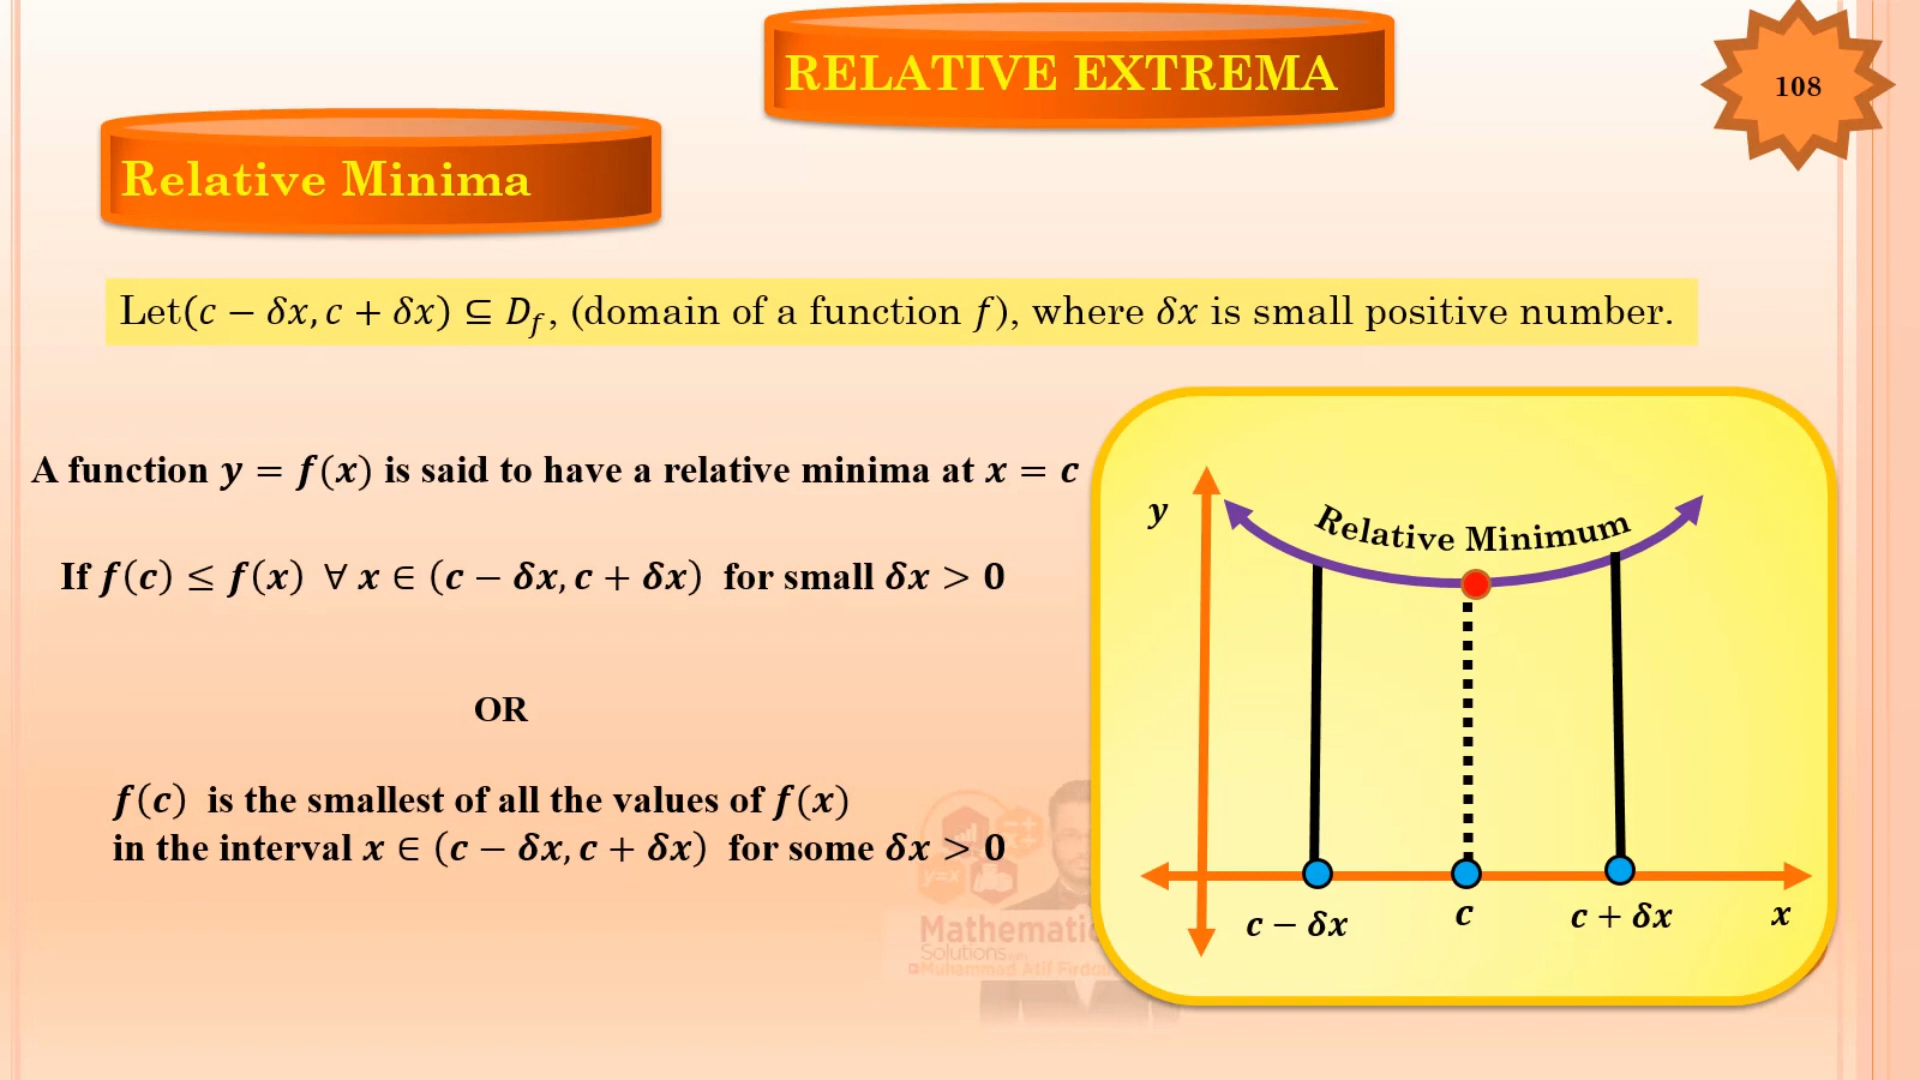 RELATIVE EXTREMA
108
Relative Minima
Let(c − δx, c + δx) ⊆ D_f, (domain of a function f), where δx is small positive number.
A function y = f(x) is said to have a relative minima at x = c
If f(c) ≤ f(x) ∀ x ∈ (c − δx, c + δx) for small δx > 0
OR
f(c) is the smallest of all the values of f(x)
in the interval x ∈ (c − δx, c + δx) for some δx > 0
y
Relative Minimum
c − δx
c
c + δx
x
y=x
Solutions
Muhammad Atif